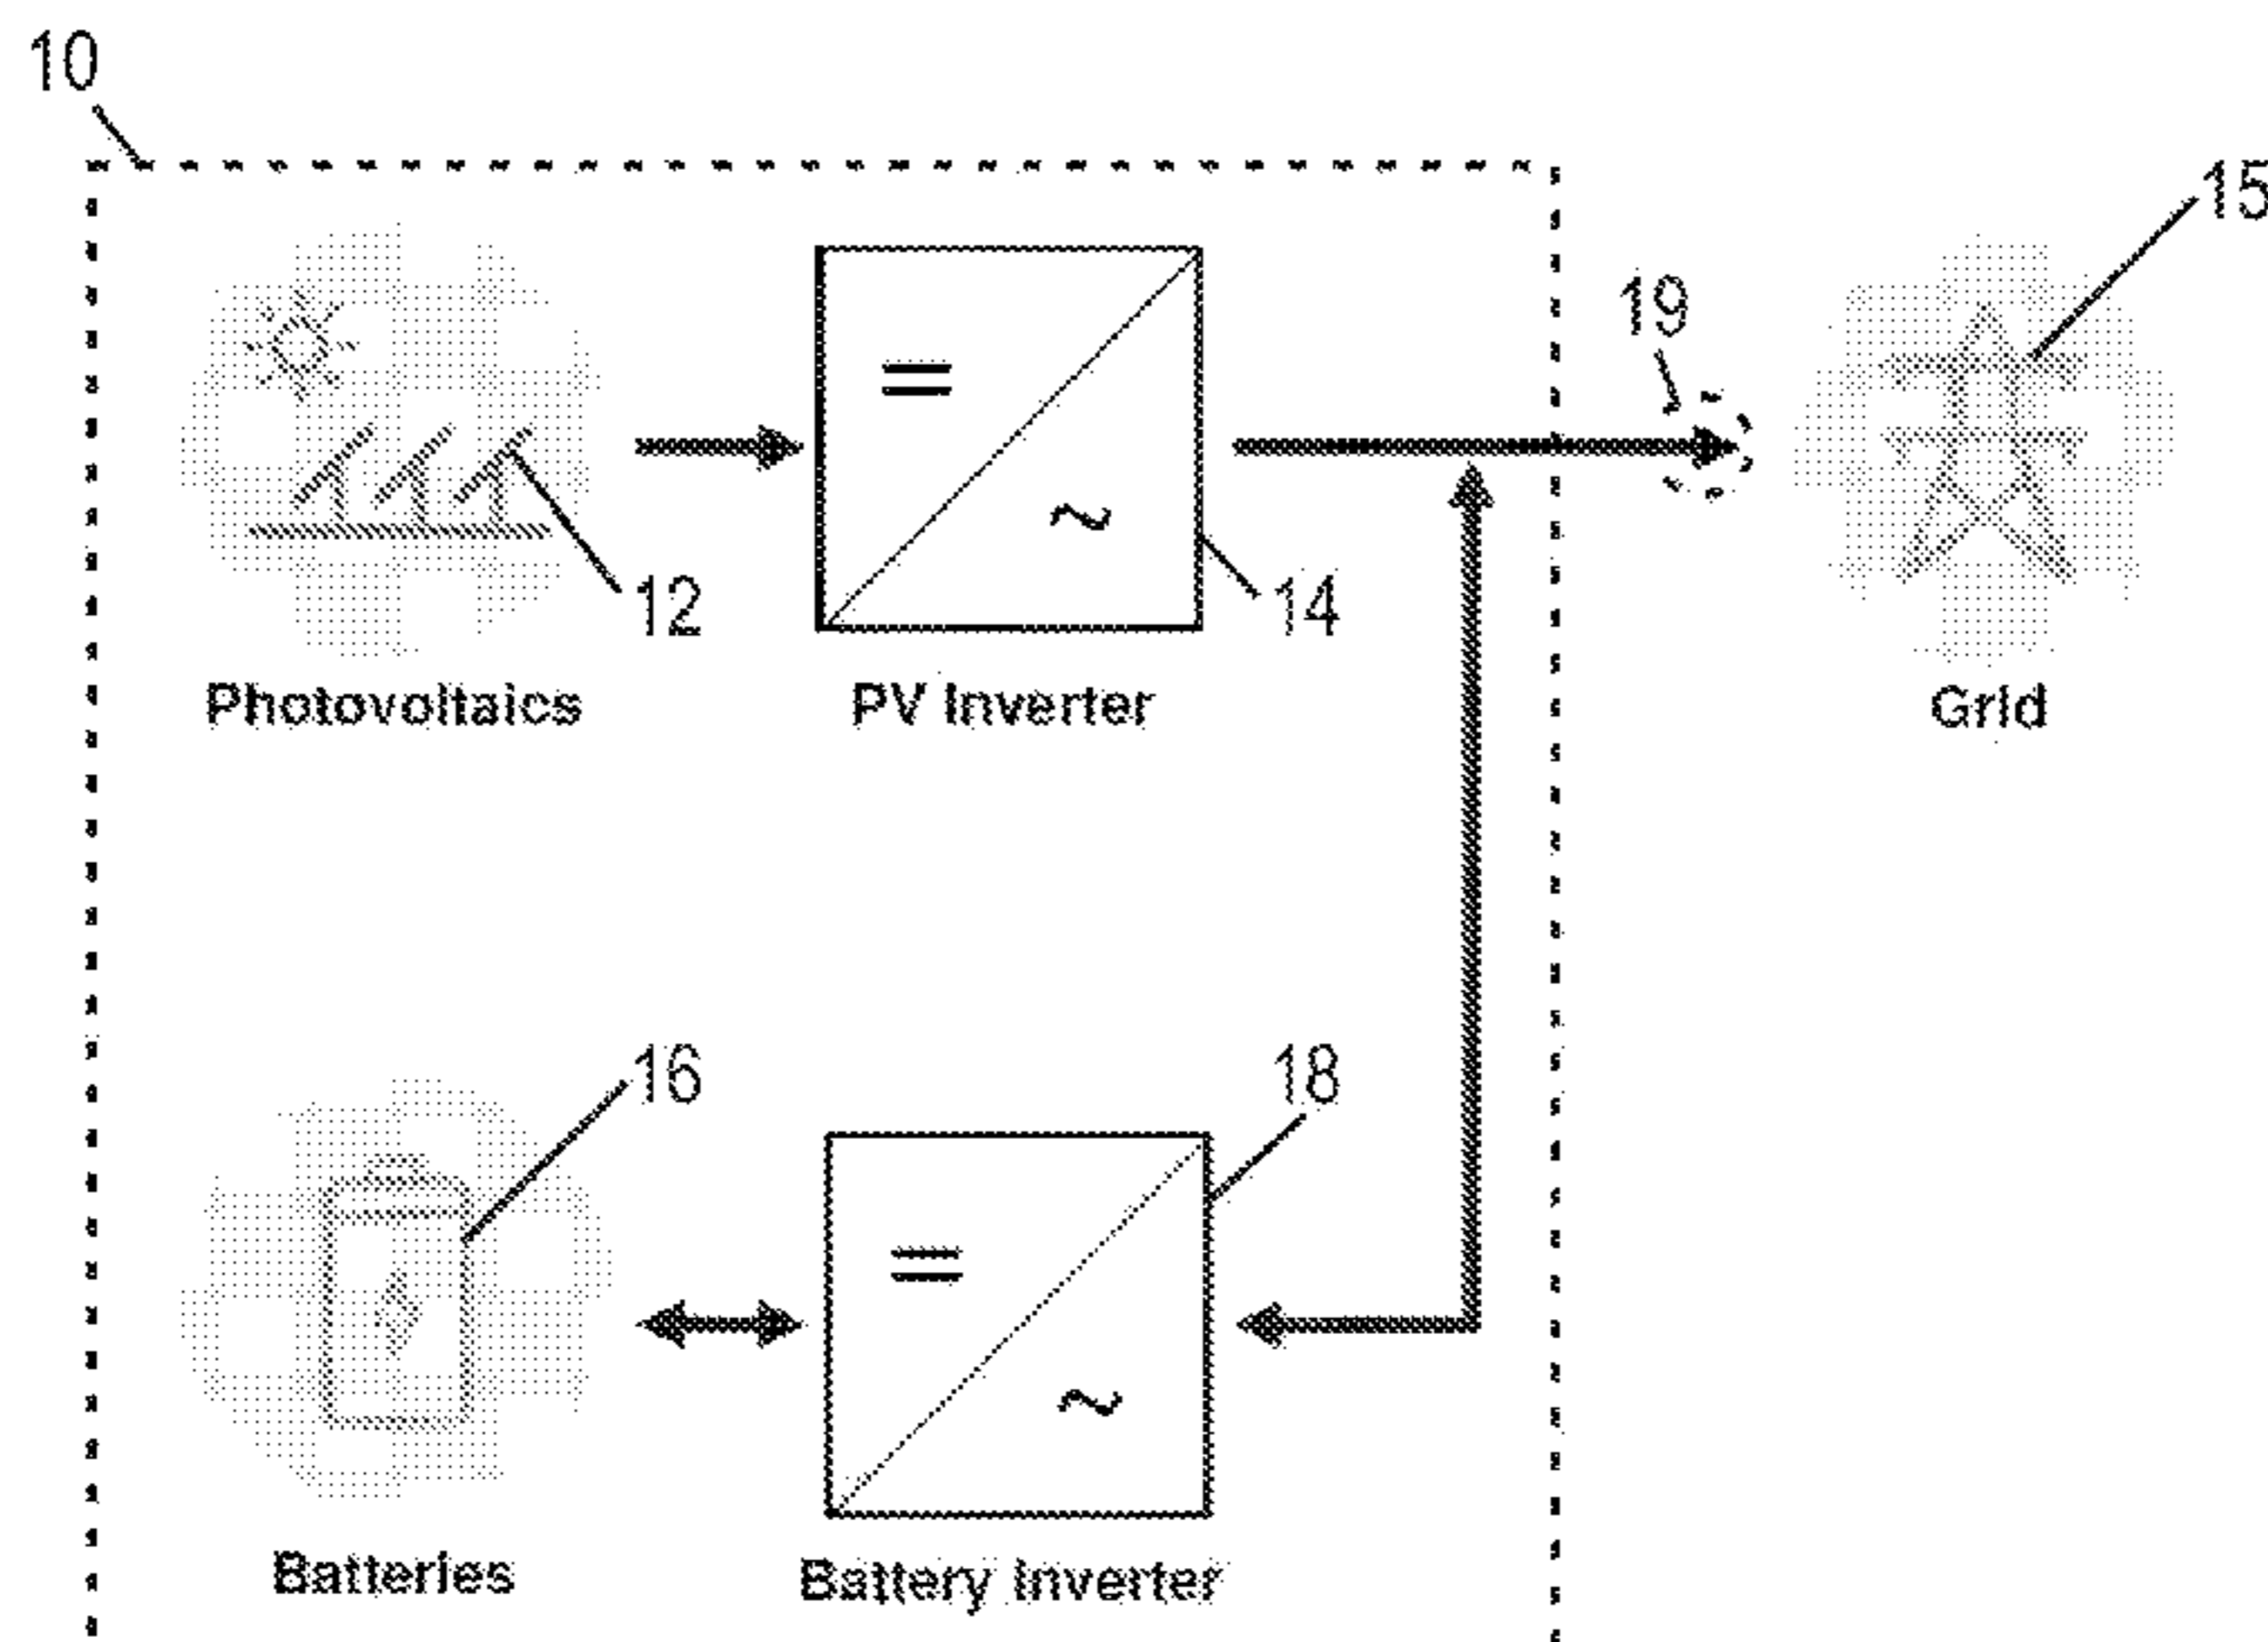 10
15
19
=
~
12
14
Photovoltaics
PV Inverter
Grid
16
18
=
~
Batteries
Battery Inverter